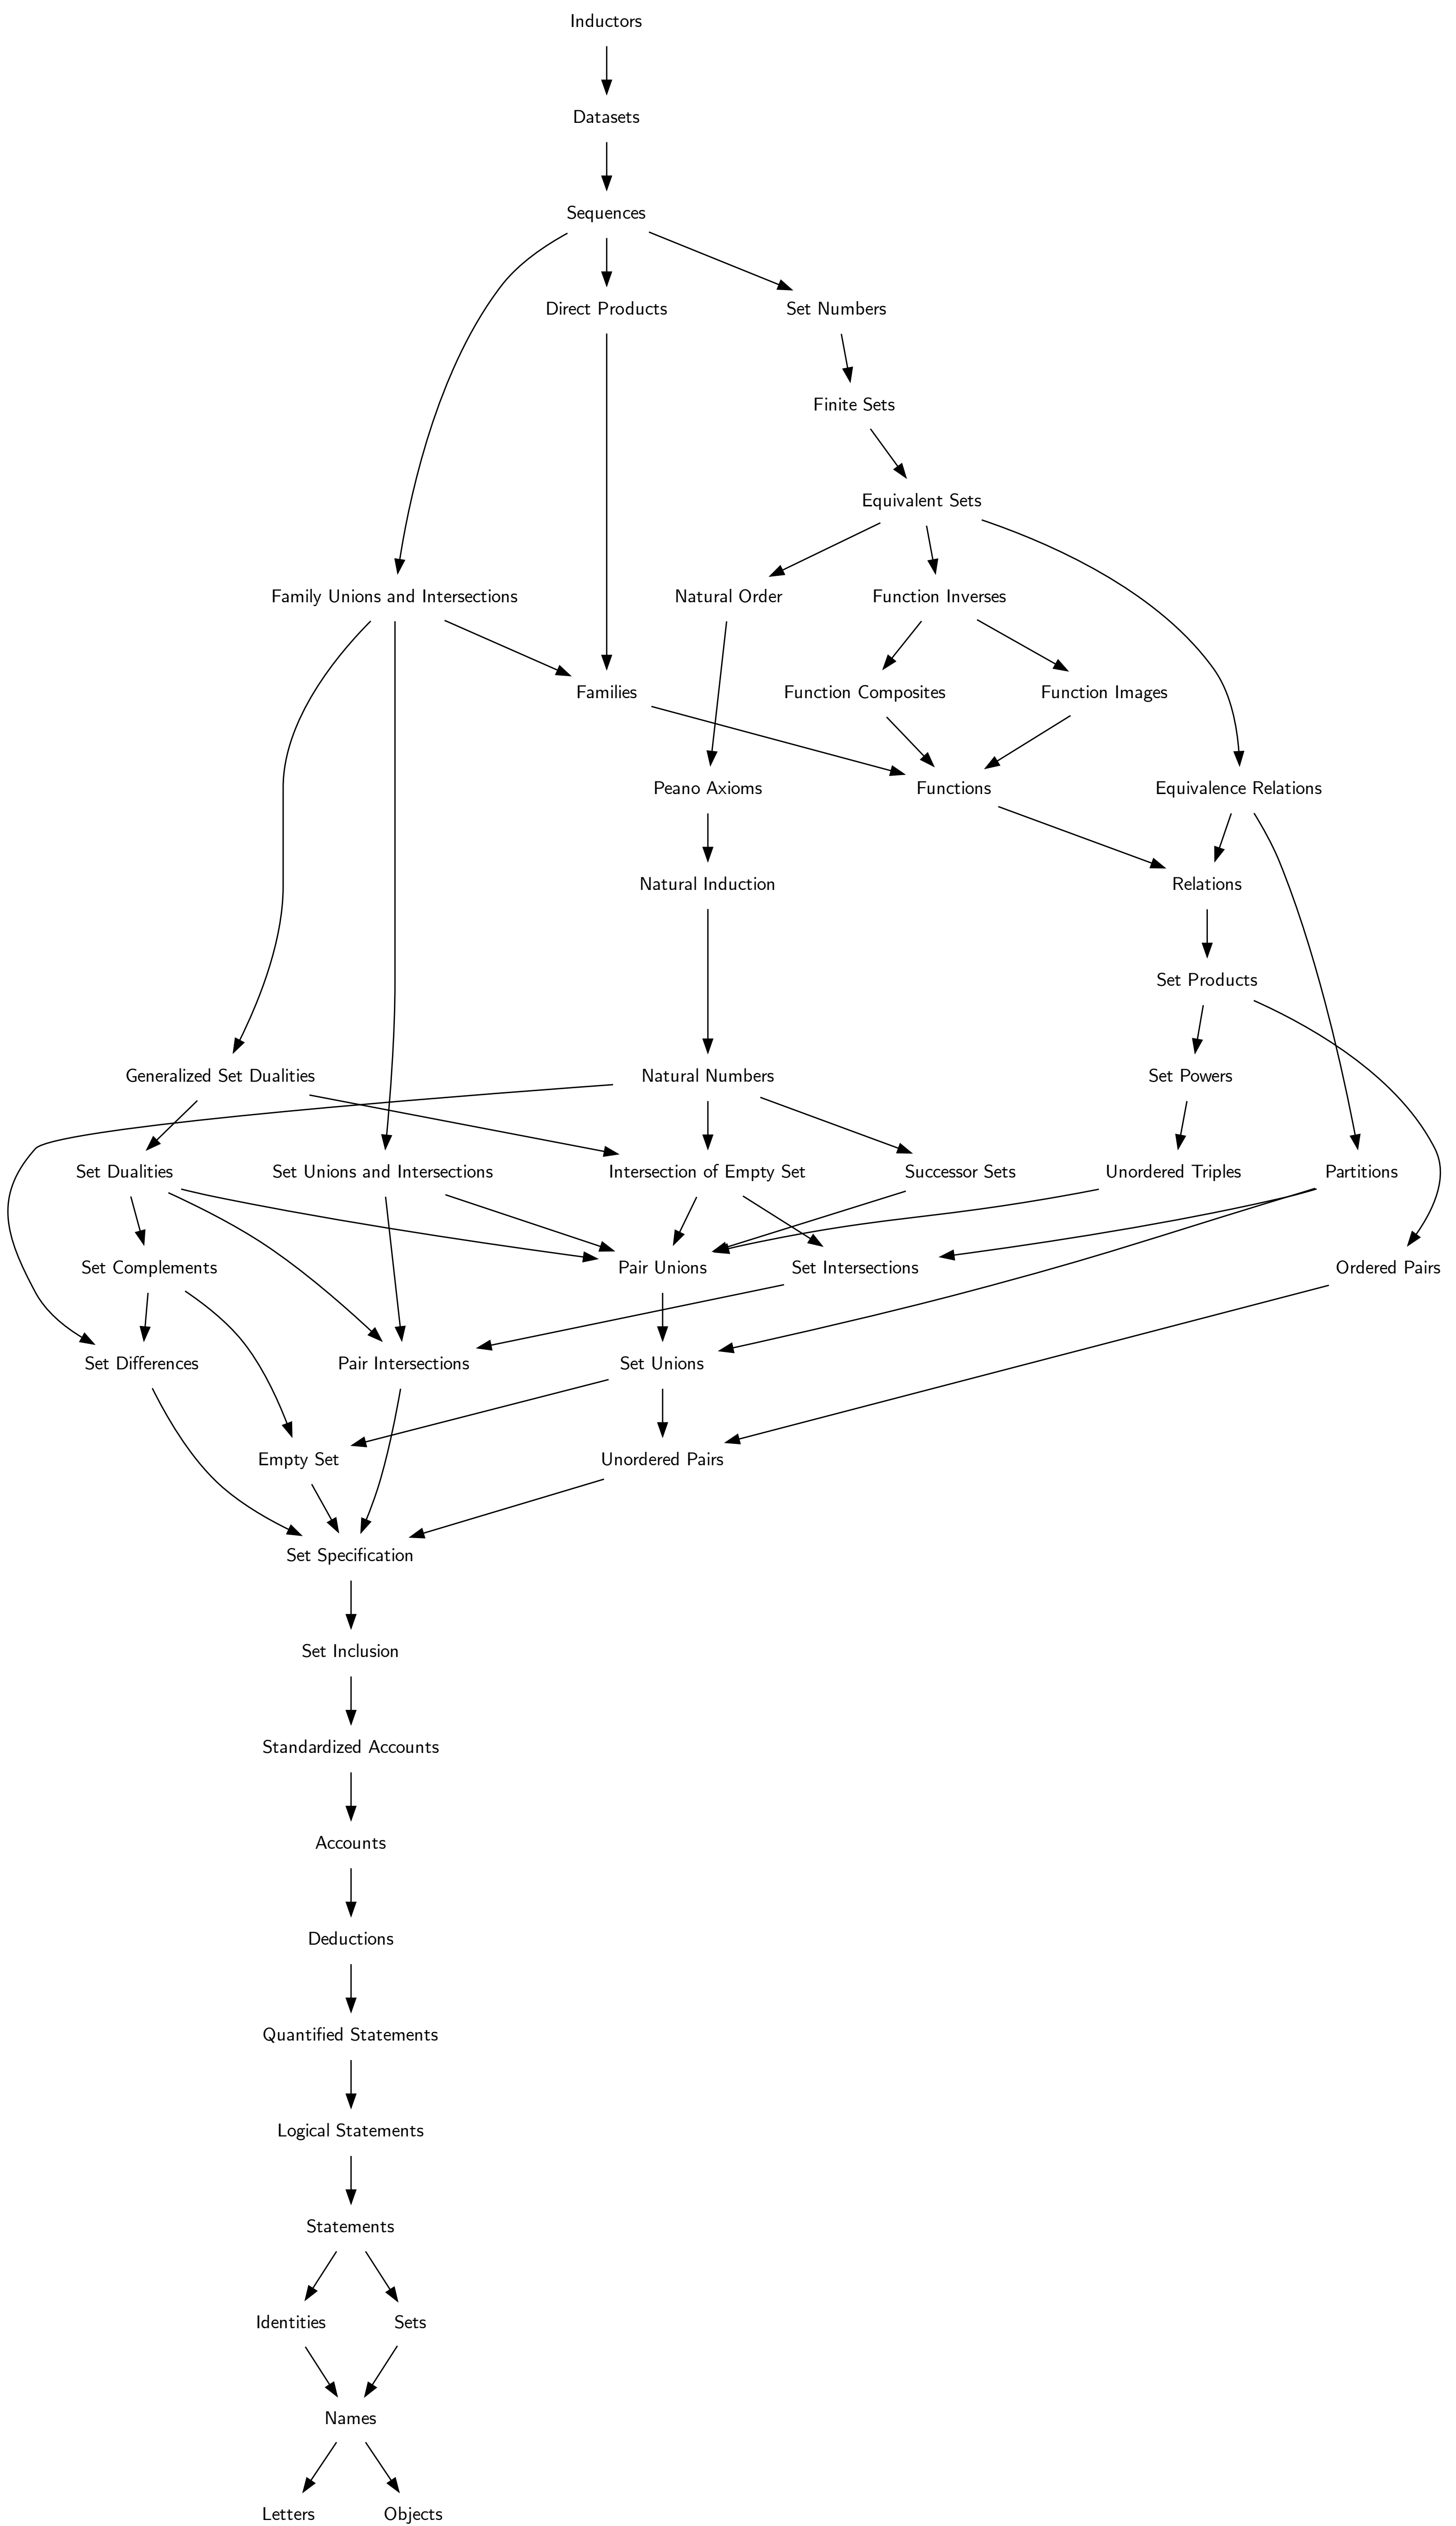 Inductors
Datasets
Sequences
Direct Products
Set Numbers
Finite Sets
Equivalent Sets
Family Unions and Intersections
Natural Order
Function Inverses
Families
Function Composites
Function Images
Peano Axioms
Functions
Equivalence Relations
Natural Induction
Relations
Set Products
Generalized Set Dualities
Natural Numbers
Set Powers
Set Dualities
Set Unions and Intersections
Intersection of Empty Set
Successor Sets
Unordered Triples
Partitions
Set Complements
Pair Unions
Set Intersections
Ordered Pairs
Set Differences
Pair Intersections
Set Unions
Empty Set
Unordered Pairs
Set Specification
Set Inclusion
Standardized Accounts
Accounts
Deductions
Quantified Statements
Logical Statements
Statements
Identities
Sets
Names
Letters
Objects